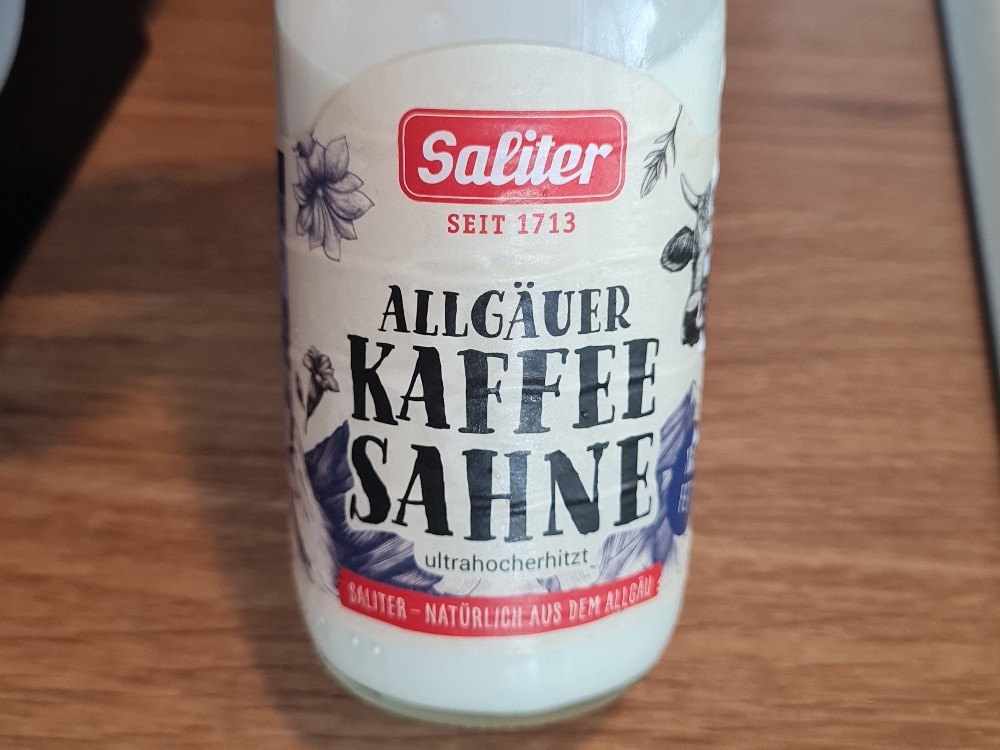 Saliter
SEIT 1713
ALLGÄUER
KAFFEE
SAHNE
ultrahocherhitzt
SALITER – NATÜRLICH AUS DEM ALLGÄU